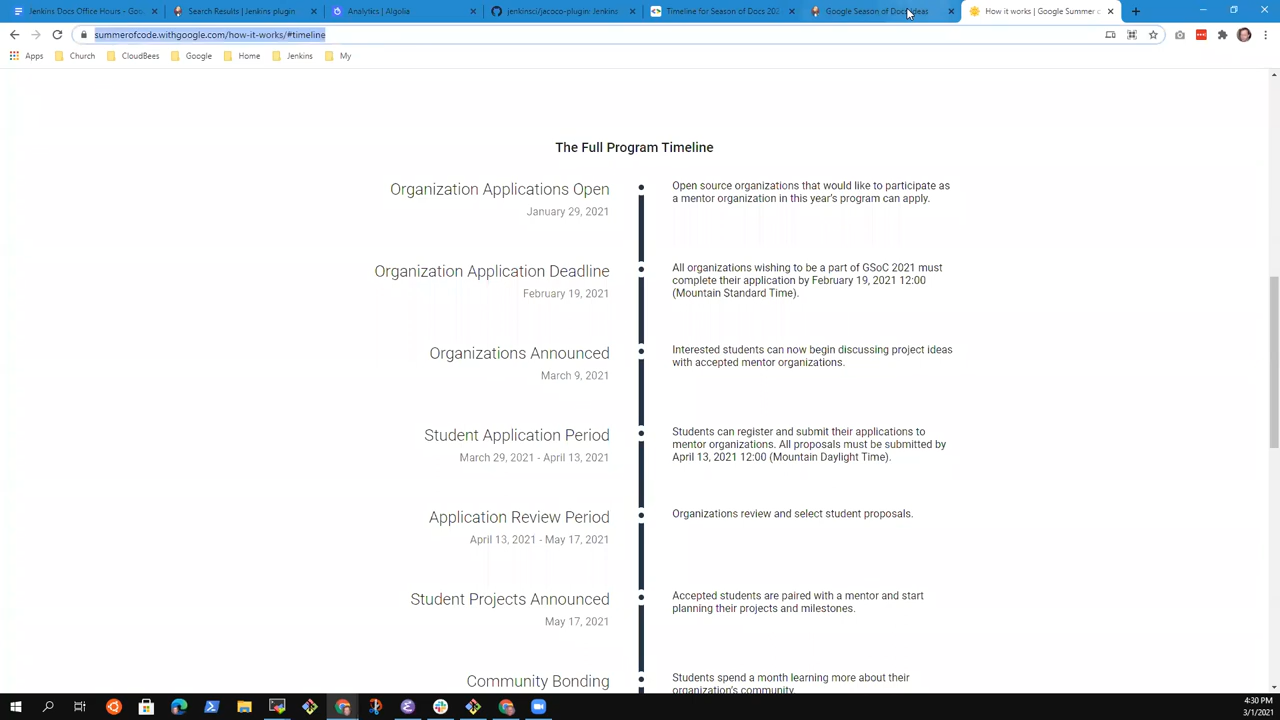 Jenkins Docs Office Hours - Goo
Search Results | Jenkins plugin
Analytics | Algolia
jenkinsci/jacoco-plugin: Jenkins
Timeline for Season of Docs 202
Google Season of Docs Ideas
How it works | Google Summer o
summerofcode.withgoogle.com/how-it-works/#timeline
Apps
Church
CloudBees
Google
Home
Jenkins
My
The Full Program Timeline
Organization Applications Open
January 29, 2021
Open source organizations that would like to participate as
a mentor organization in this year's program can apply.
Organization Application Deadline
February 19, 2021
All organizations wishing to be a part of GSoC 2021 must
complete their application by February 19, 2021 12:00
(Mountain Standard Time).
Organizations Announced
March 9, 2021
Interested students can now begin discussing project ideas
with accepted mentor organizations.
Student Application Period
March 29, 2021 - April 13, 2021
Students can register and submit their applications to
mentor organizations. All proposals must be submitted by
April 13, 2021 12:00 (Mountain Daylight Time).
Application Review Period
April 13, 2021 - May 17, 2021
Organizations review and select student proposals.
Student Projects Announced
May 17, 2021
Accepted students are paired with a mentor and start
planning their projects and milestones.
Community Bonding
Students spend a month learning more about their
organization's community.
4:30 PM
3/1/2021